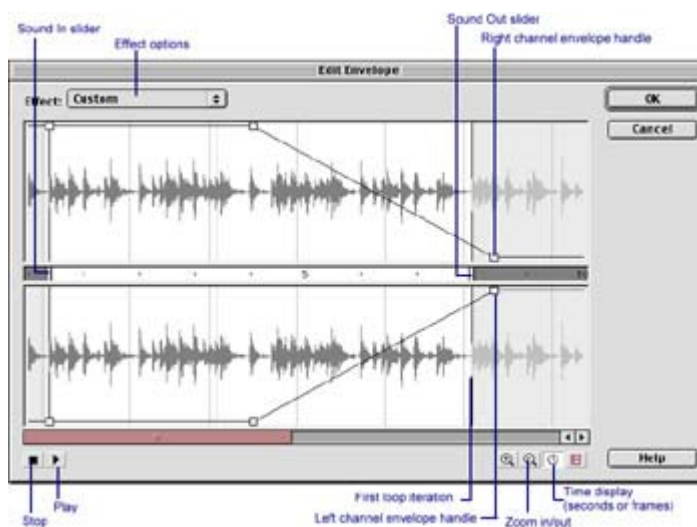 Sound In slider
Sound Out slider
Effect options
Right channel envelope handle
Edit Envelope
Effect: Custom
OK
Cancel
5
Help
Stop
Play
First loop iteration
Left channel envelope handle
Zoom in/out
Time display
(seconds or frames)